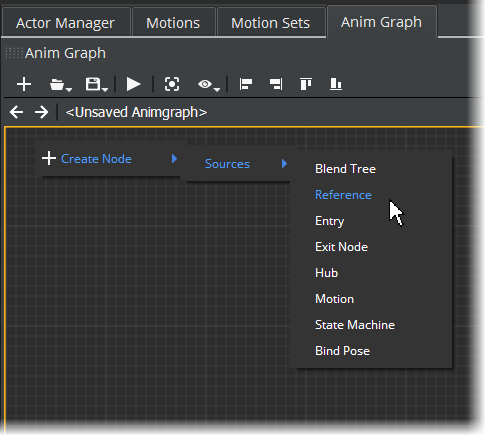 Actor Manager Motions Motion Sets Anim Graph
Anim Graph
<Unsaved Animgraph>
Create Node
Sources
Blend Tree
Reference
Entry
Exit Node
Hub
Motion
State Machine
Bind Pose